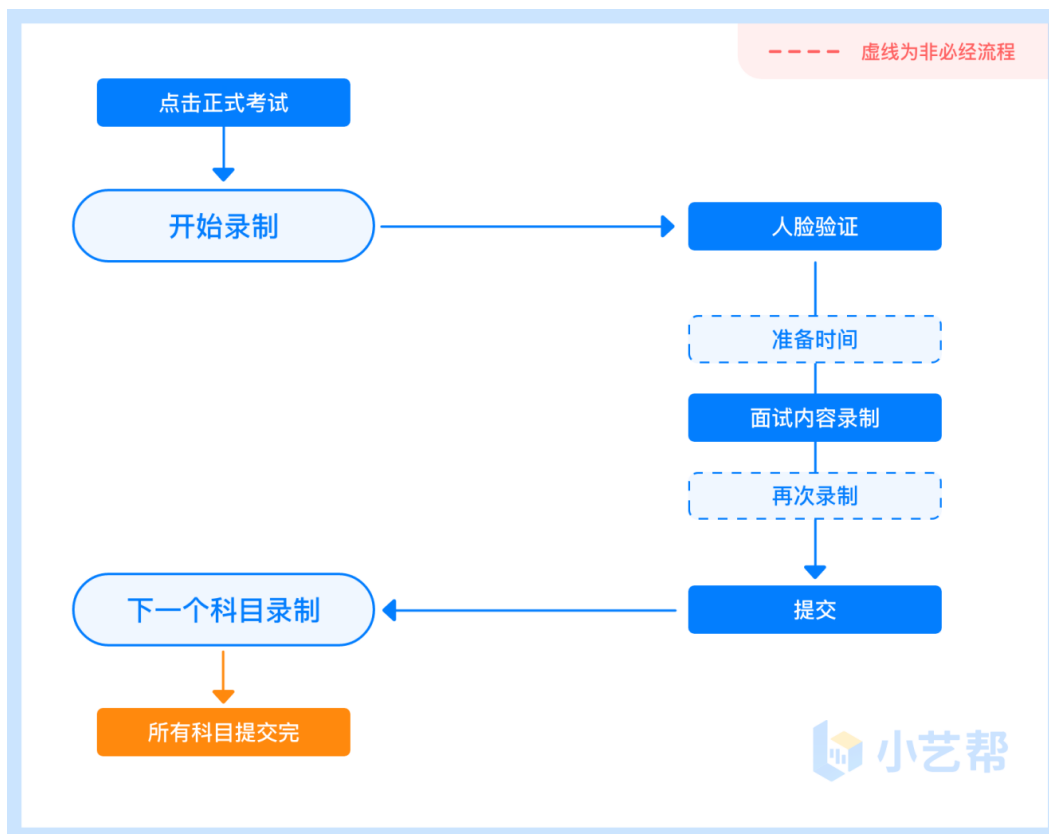 虚线为非必经流程
点击正式考试
开始录制
人脸验证
准备时间
面试内容录制
再次录制
提交
下一个科目录制
所有科目提交完
小艺帮